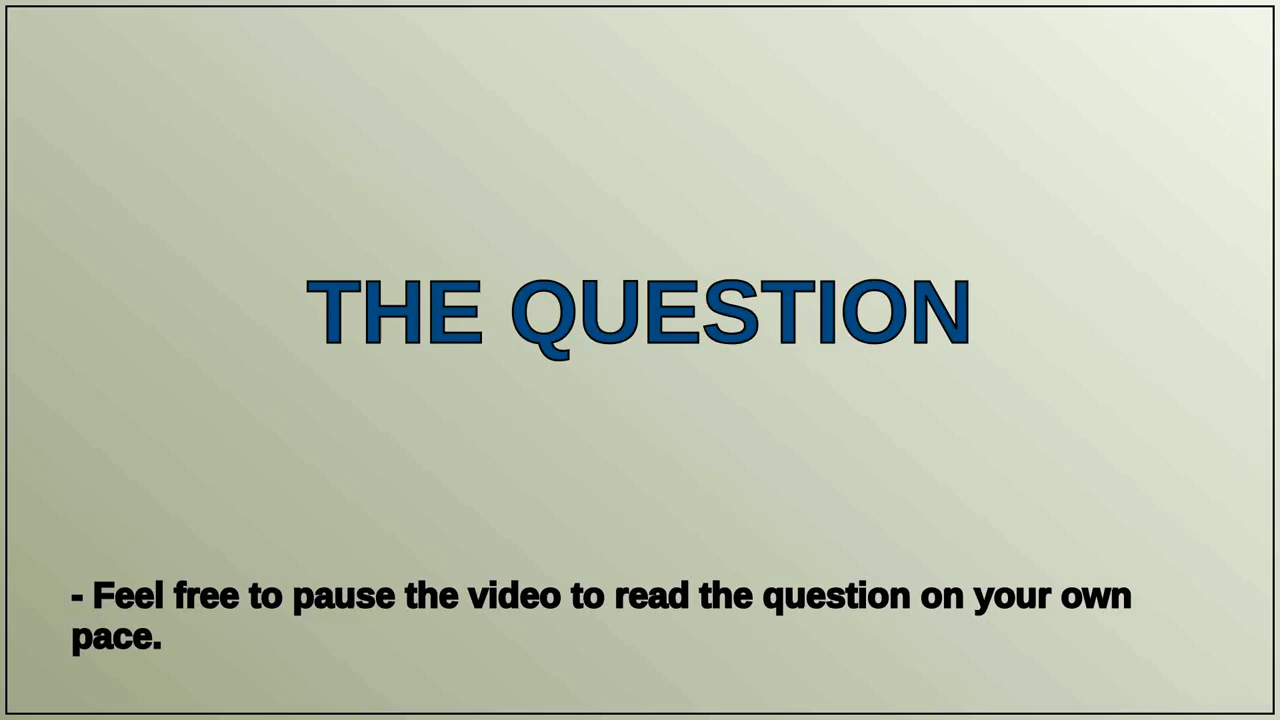 THE QUESTION
- Feel free to pause the video to read the question on your own
pace.